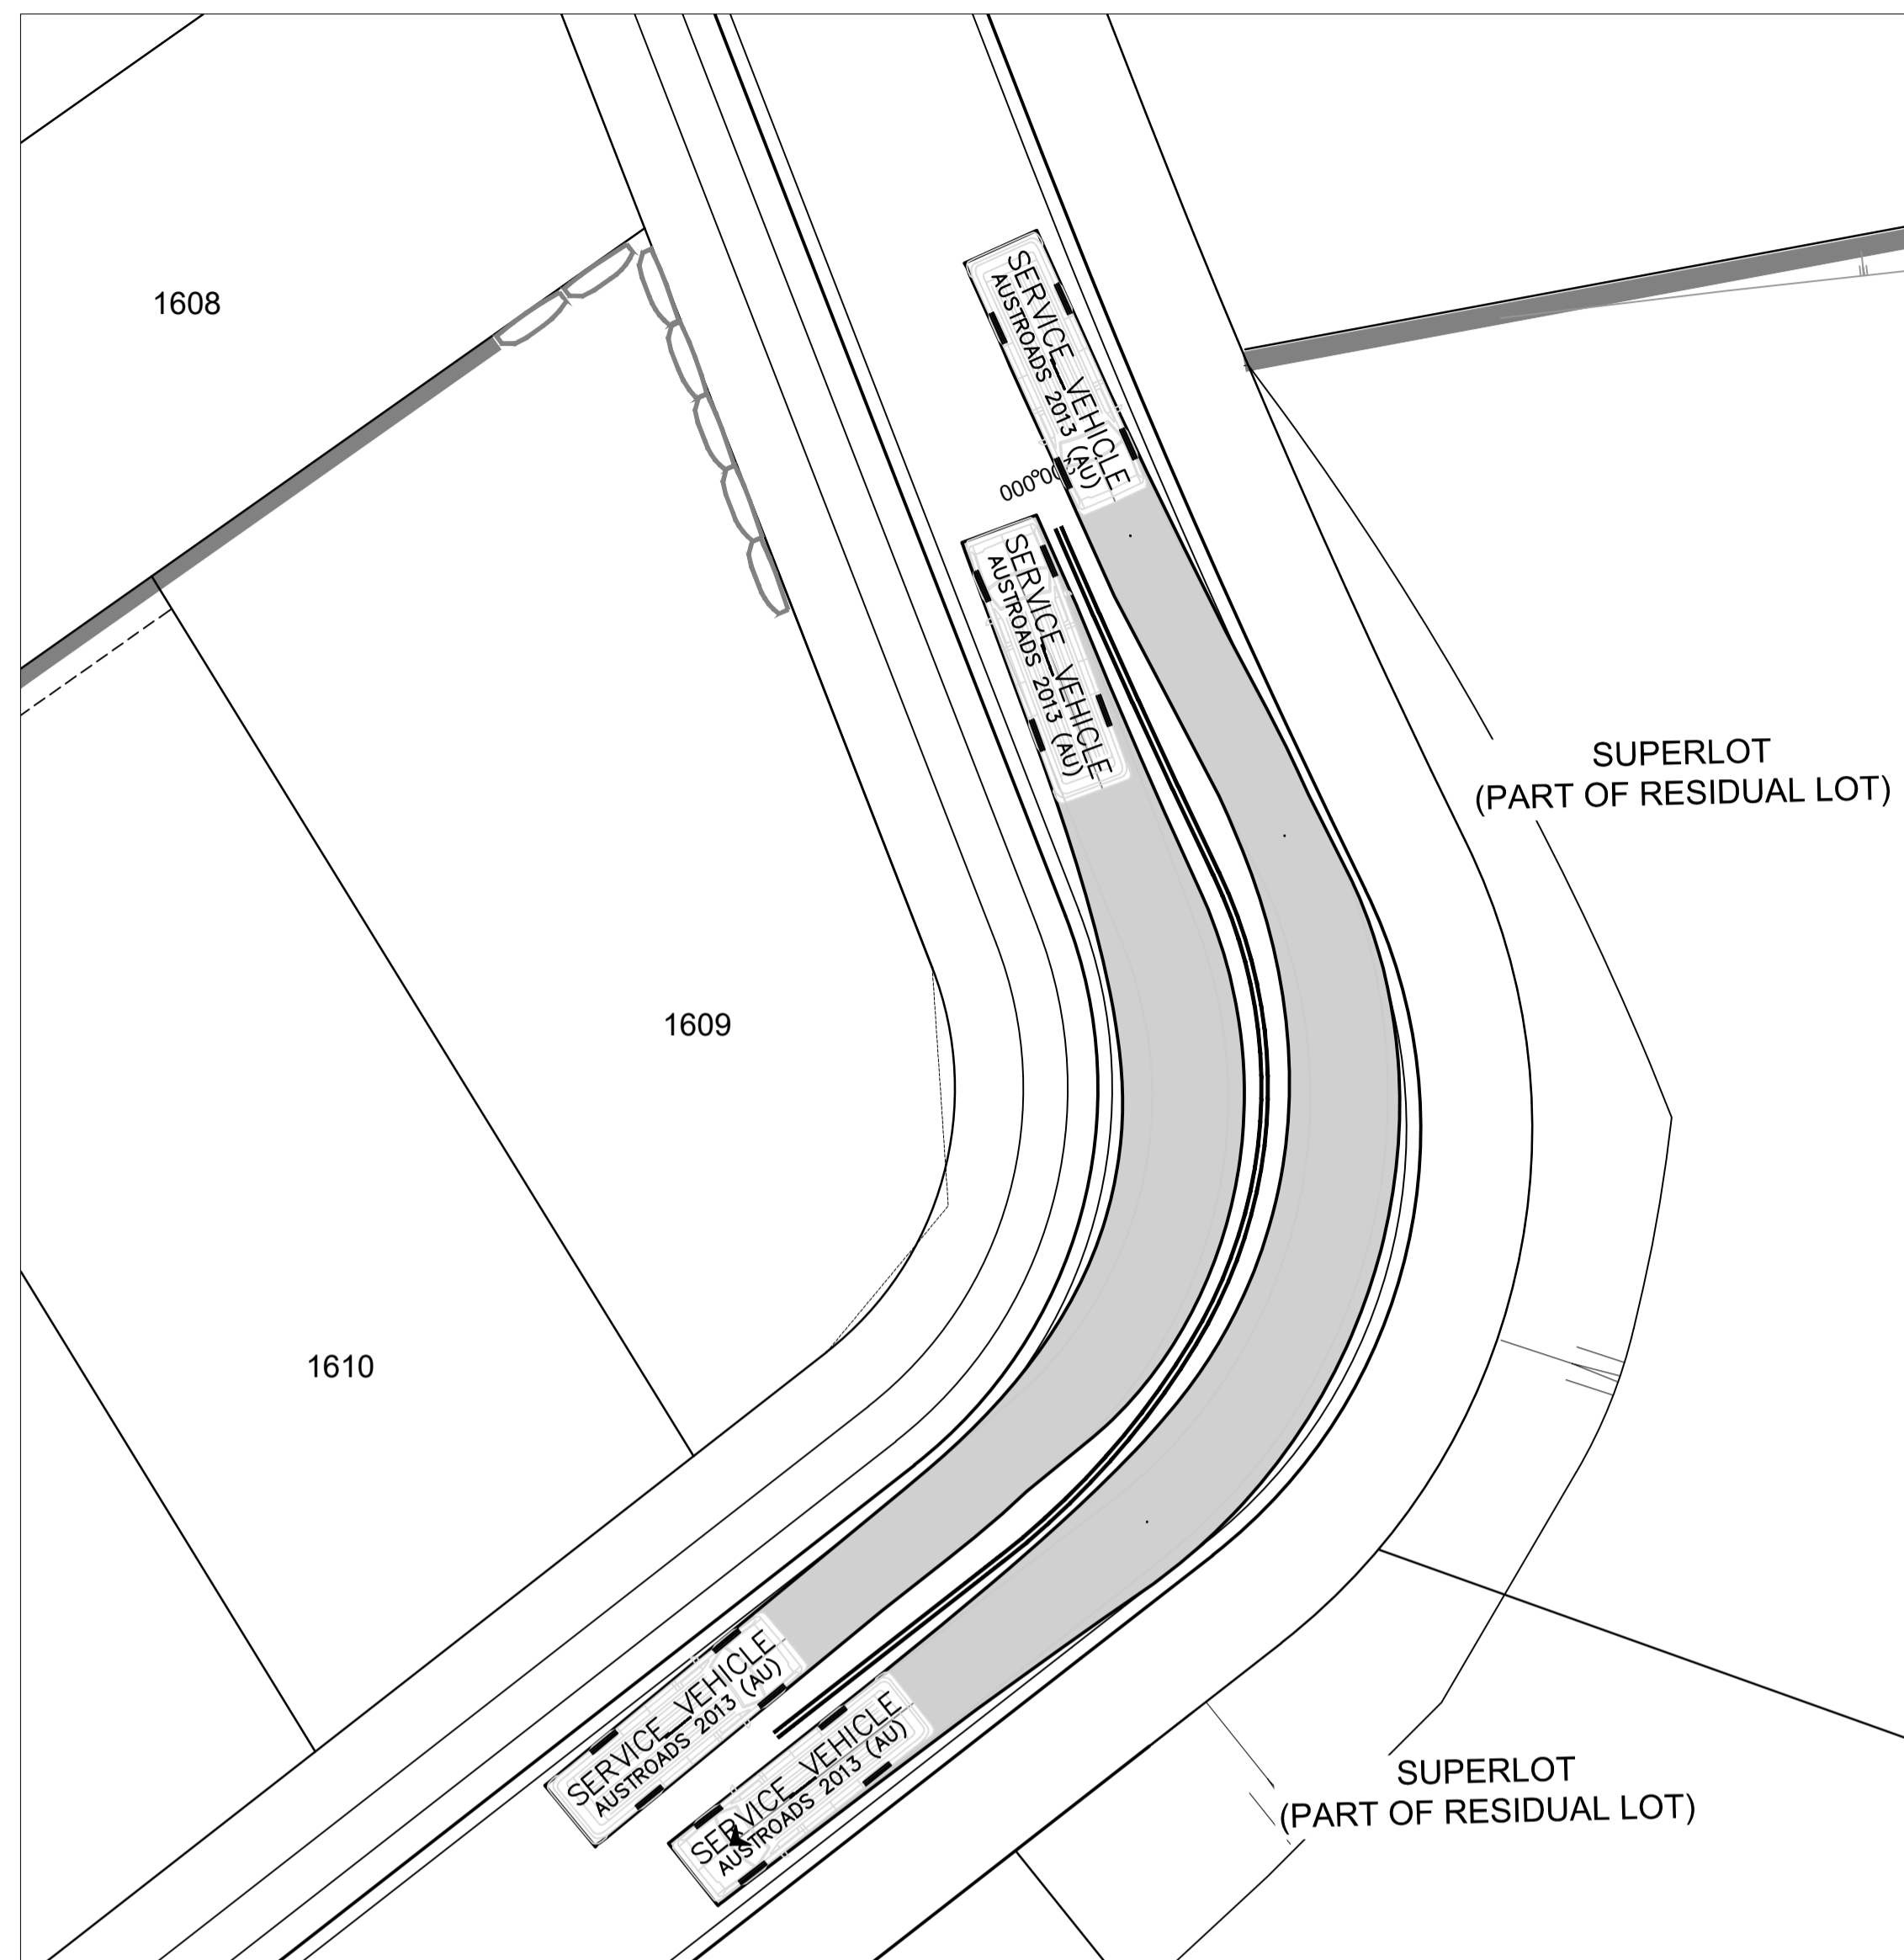 1608
SERVICE VEHICLE
AUSTROADS 2013 (AU)
SERVICE VEHICLE
AUSTROADS 2013 (AU)
SUPERLOT
(PART OF RESIDUAL LOT)
1609
1610
SERVICE VEHICLE
AUSTROADS 2013 (AU)
SERVICE VEHICLE
AUSTROADS 2013 (AU)
SUPERLOT
(PART OF RESIDUAL LOT)